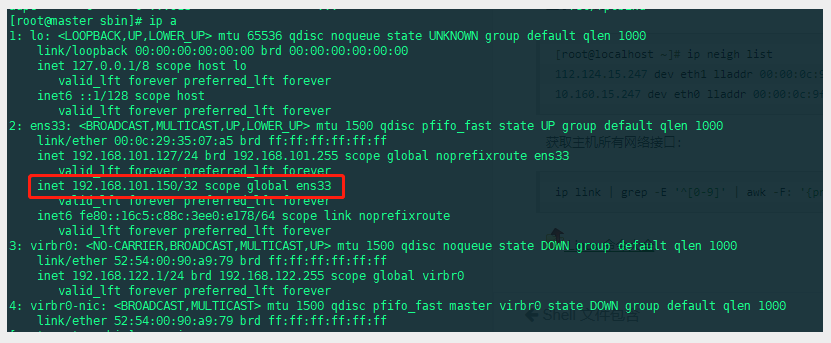 [root@master sbin]# ip a
1: lo: <LOOPBACK,UP,LOWER_UP> mtu 65536 qdisc noqueue state UNKNOWN group default qlen 1000
link/loopback 00:00:00:00:00:00 brd 00:00:00:00:00:00
inet 127.0.0.1/8 scope host lo
valid_lft forever preferred_lft forever
inet6 ::1/128 scope host
valid_lft forever preferred_lft forever
2: ens33: <BROADCAST,MULTICAST,UP,LOWER_UP> mtu 1500 qdisc pfifo_fast state UP group default qlen 1000
link/ether 00:0c:29:35:07:a5 brd ff:ff:ff:ff:ff:ff
inet 192.168.101.127/24 brd 192.168.101.255 scope global noprefixroute ens33
valid_lft forever preferred_lft forever
inet 192.168.101.150/32 scope global ens33
valid_lft forever preferred_lft forever
inet6 fe80::16c5:c88c:3ee0:e178/64 scope link noprefixroute
valid_lft forever preferred_lft forever
3: virbr0: <NO-CARRIER,BROADCAST,MULTICAST,UP> mtu 1500 qdisc noqueue state DOWN group default qlen 1000
link/ether 52:54:00:90:a9:79 brd ff:ff:ff:ff:ff:ff
inet 192.168.122.1/24 brd 192.168.122.255 scope global virbr0
valid_lft forever preferred_lft forever
4: virbr0-nic: <BROADCAST,MULTICAST> mtu 1500 qdisc pfifo_fast master virbr0 state DOWN group default qlen 1000
link/ether 52:54:00:90:a9:79 brd ff:ff:ff:ff:ff:ff
[root@localhost ~]# ip neigh list
112.124.15.247 dev eth1 lladdr 00:00:0c:9
10.160.15.247 dev eth0 lladdr 00:00:0c:9
获取主机所有网络接口:
ip link | grep -E '^[0-9]' | awk -F: '{p